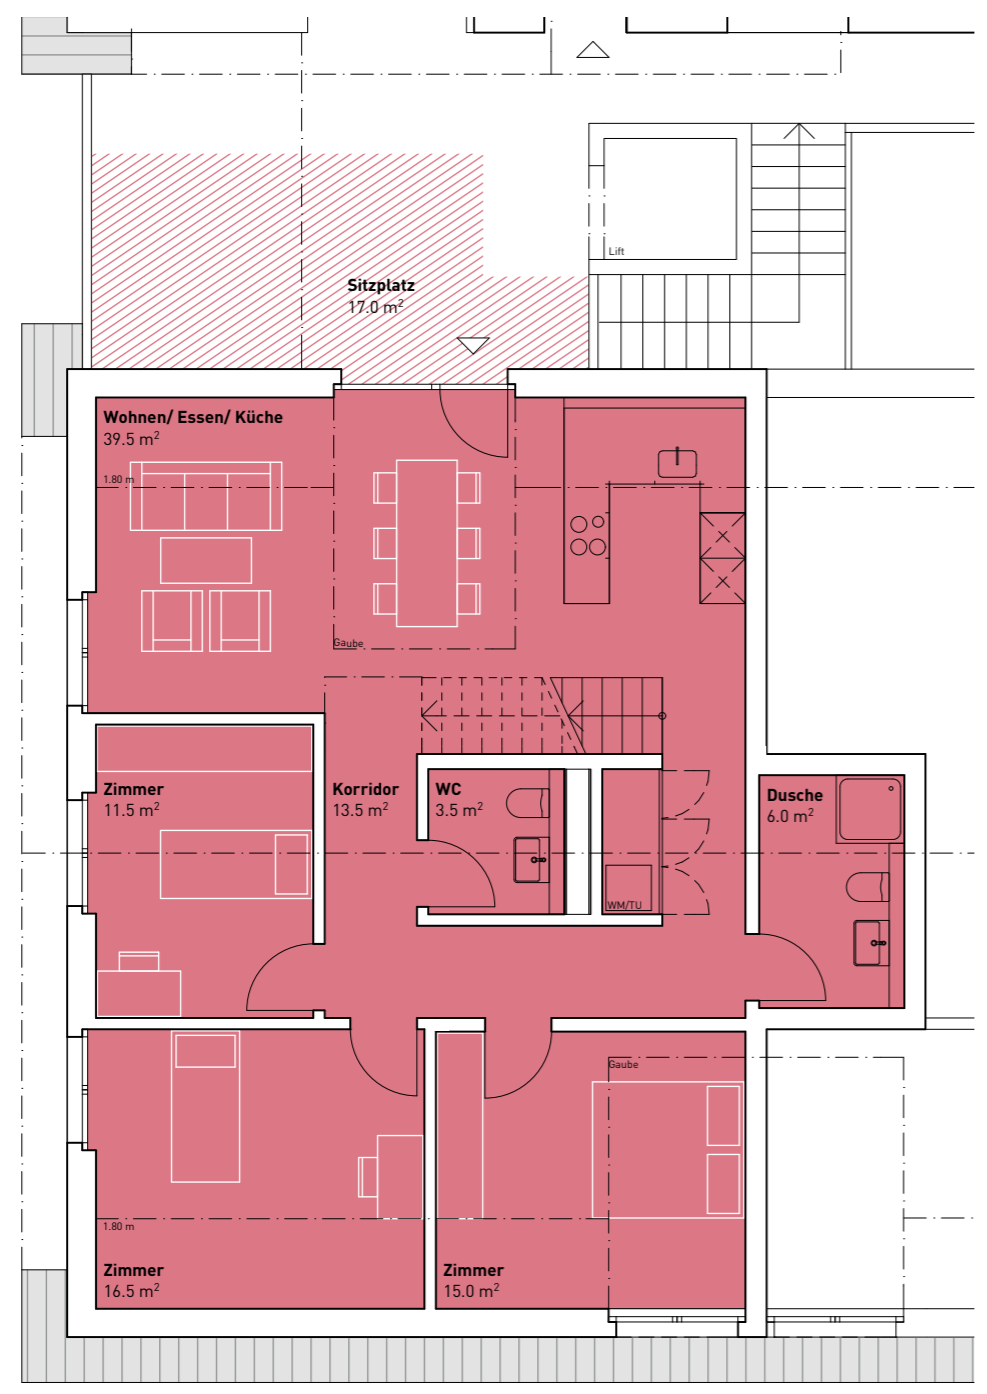 Lift
Sitzplatz
17.0 m²
Wohnen/ Essen/ Küche
39.5 m²
1.80 m
Gaube
Zimmer
11.5 m²
Korridor
13.5 m²
WC
3.5 m²
Dusche
6.0 m²
WM/TU
Gaube
1.80 m
Zimmer
16.5 m²
Zimmer
15.0 m²